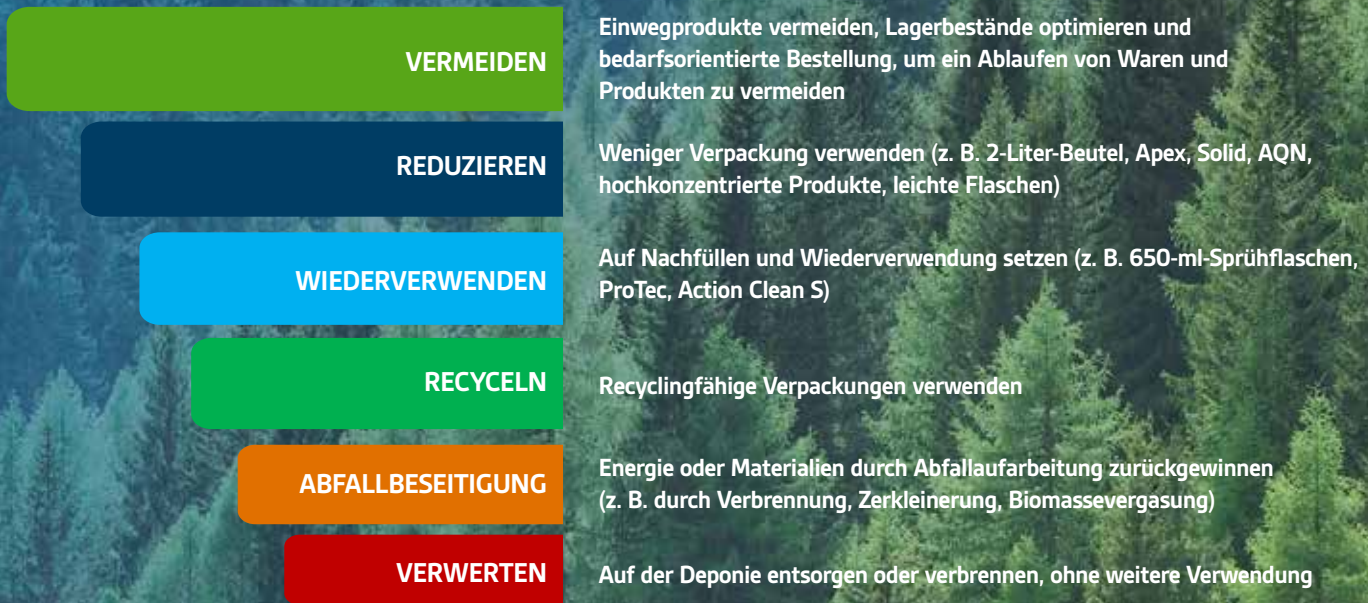 VERMEIDEN
Einwegprodukte vermeiden, Lagerbestände optimieren und
bedarfsorientierte Bestellung, um ein Ablaufen von Waren und
Produkten zu vermeiden
REDUZIEREN
Weniger Verpackung verwenden (z. B. 2-Liter-Beutel, Apex, Solid, AQN,
hochkonzentrierte Produkte, leichte Flaschen)
WIEDERVERWENDEN
Auf Nachfüllen und Wiederverwendung setzen (z. B. 650-ml-Sprühflaschen,
ProTec, Action Clean S)
RECYCELN
Recyclingfähige Verpackungen verwenden
ABFALLBESEITIGUNG
Energie oder Materialien durch Abfallaufarbeitung zurückgewinnen
(z. B. durch Verbrennung, Zerkleinerung, Biomassevergasung)
VERWERTEN
Auf der Deponie entsorgen oder verbrennen, ohne weitere Verwendung